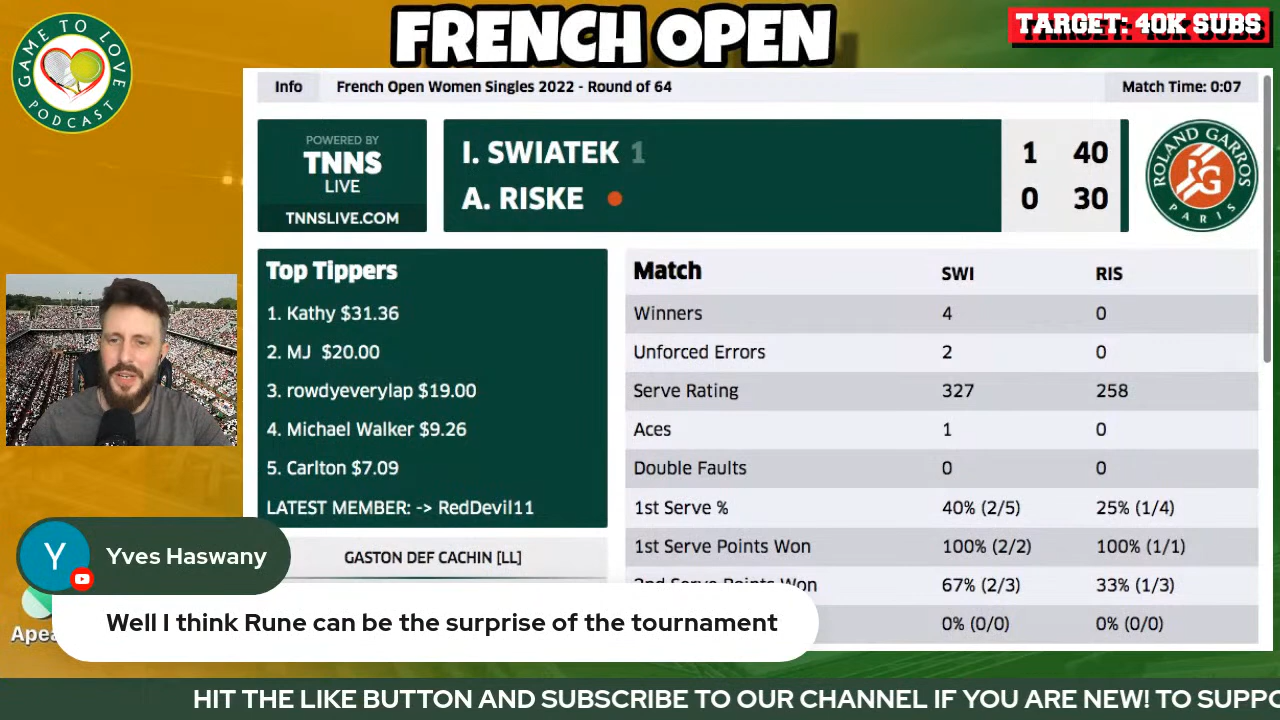 FRENCH OPEN
TARGET: 40K SUBS
GAME TO LOVE
PODCAST
Info
French Open Women Singles 2022 - Round of 64
Match Time: 0:07
POWERED BY
TNNS
LIVE
TNNSLIVE.COM
I. SWIATEK 1
1 40
A. RISKE
0 30
ROLAND GARROS
RG
PARIS
Top Tippers
1. Kathy $31.36
2. MJ $20.00
3. rowdyeverylap $19.00
4. Michael Walker $9.26
5. Carlton $7.09
LATEST MEMBER: -> RedDevil11
GASTON DEF CACHIN [LL]
Match SWI RIS
Winners 4 0
Unforced Errors 2 0
Serve Rating 327 258
Aces 1 0
Double Faults 0 0
1st Serve % 40% (2/5) 25% (1/4)
1st Serve Points Won 100% (2/2) 100% (1/1)
2nd Serve Points Won 67% (2/3) 33% (1/3)
0% (0/0) 0% (0/0)
Y
Yves Haswany
Well I think Rune can be the surprise of the tournament
HIT THE LIKE BUTTON AND SUBSCRIBE TO OUR CHANNEL IF YOU ARE NEW! TO